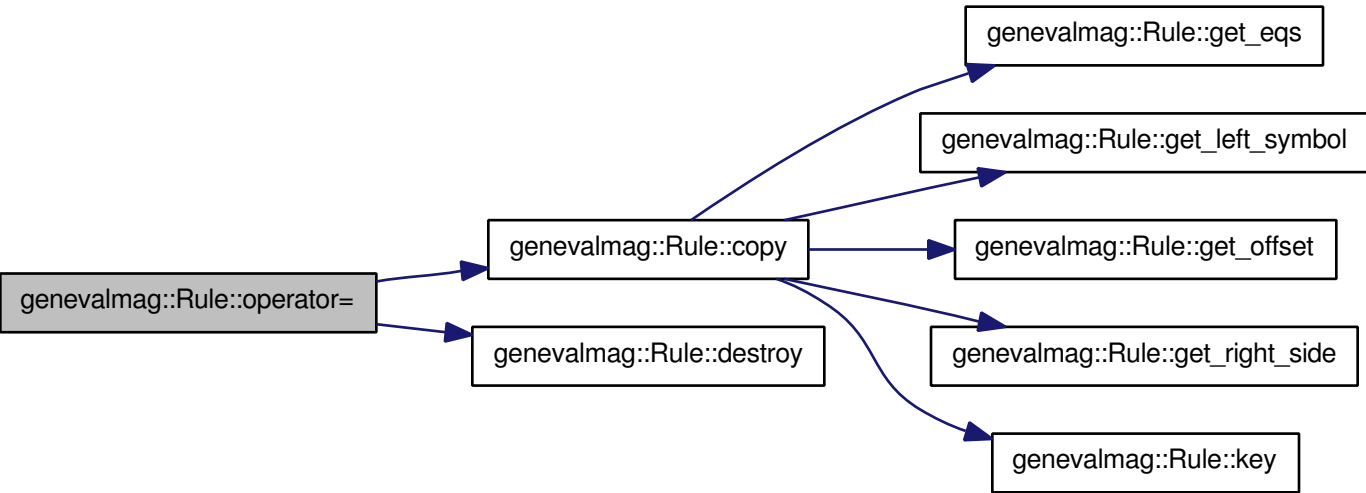 genevalmag::Rule::get_eqs
genevalmag::Rule::get_left_symbol
genevalmag::Rule::copy
genevalmag::Rule::get_offset
genevalmag::Rule::operator=
genevalmag::Rule::destroy
genevalmag::Rule::get_right_side
genevalmag::Rule::key